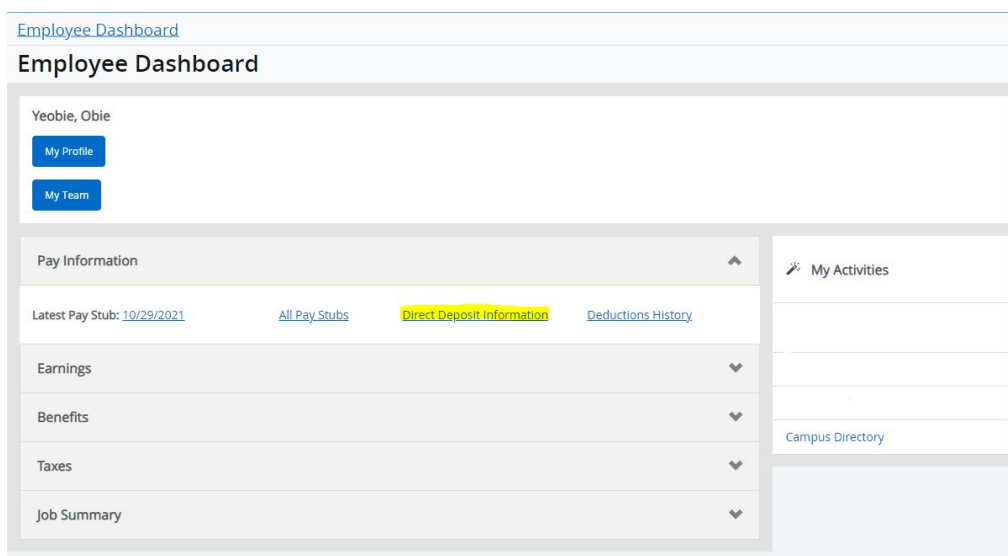 Employee Dashboard
Employee Dashboard
Yeobie, Obie
My Profile
My Team
Pay Information
Latest Pay Stub: 10/29/2021 All Pay Stubs Direct Deposit Information Deductions History
Earnings
Benefits
Taxes
Job Summary
My Activities
Campus Directory